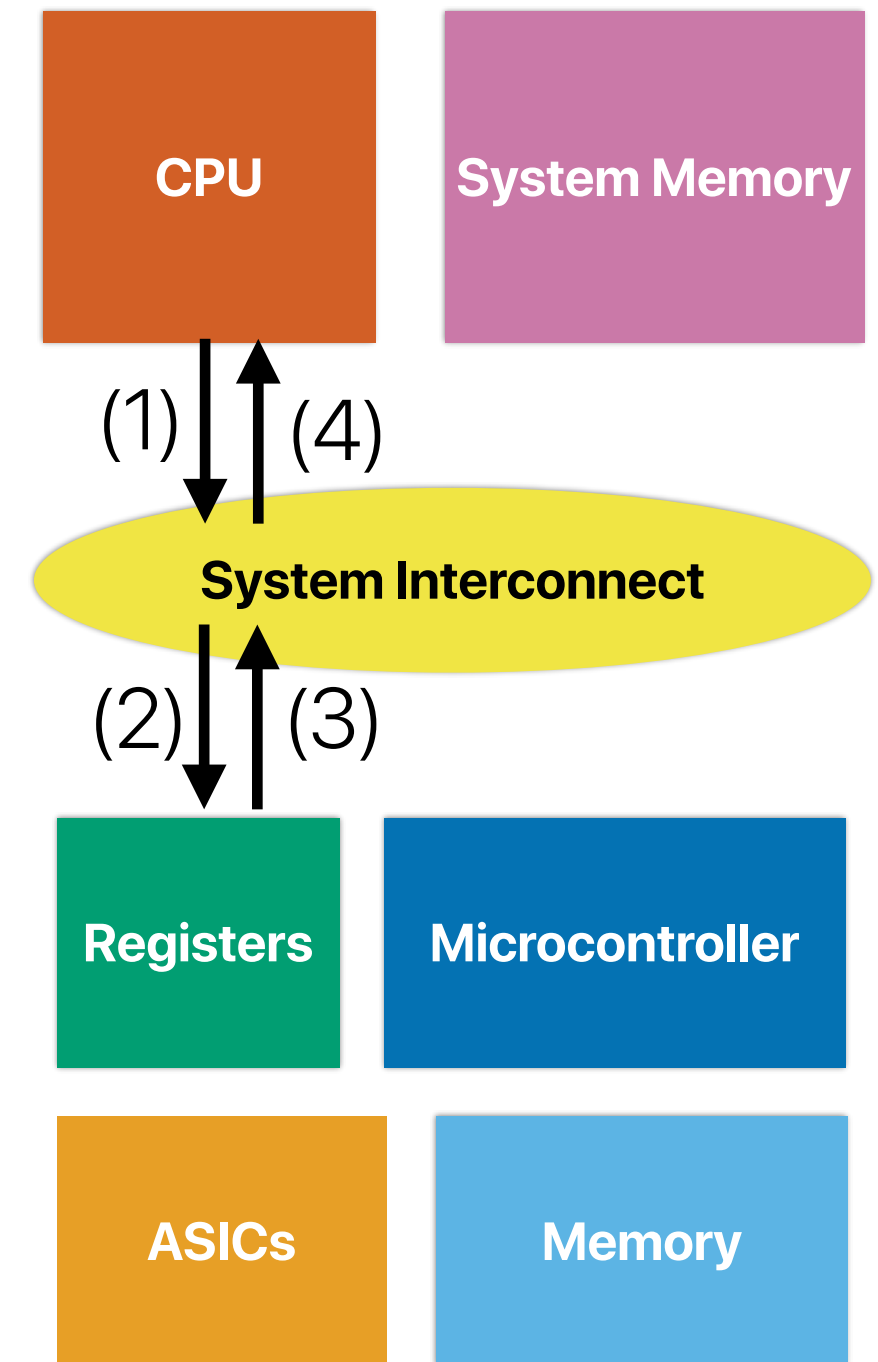 CPU
System Memory
(1)
(4)
System Interconnect
(2)
(3)
Registers
Microcontroller
ASICs
Memory